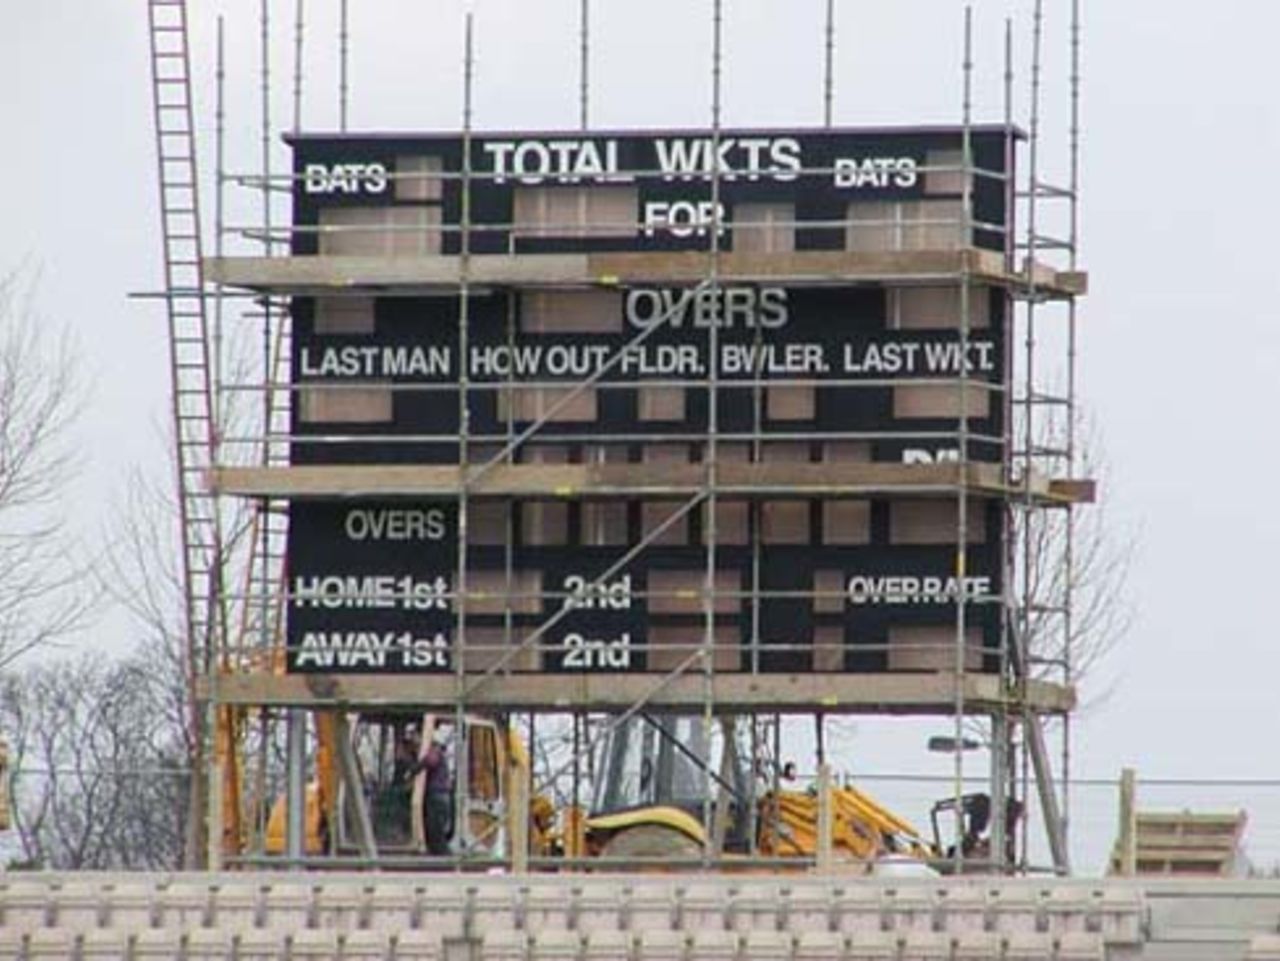 BATS TOTAL WKTS BATS
FOR
OVERS
LAST MAN HOW OUT FLDR. BWLER. LAST WKT.
OVERS
HOME 1st 2nd OVER RATE
AWAY 1st 2nd